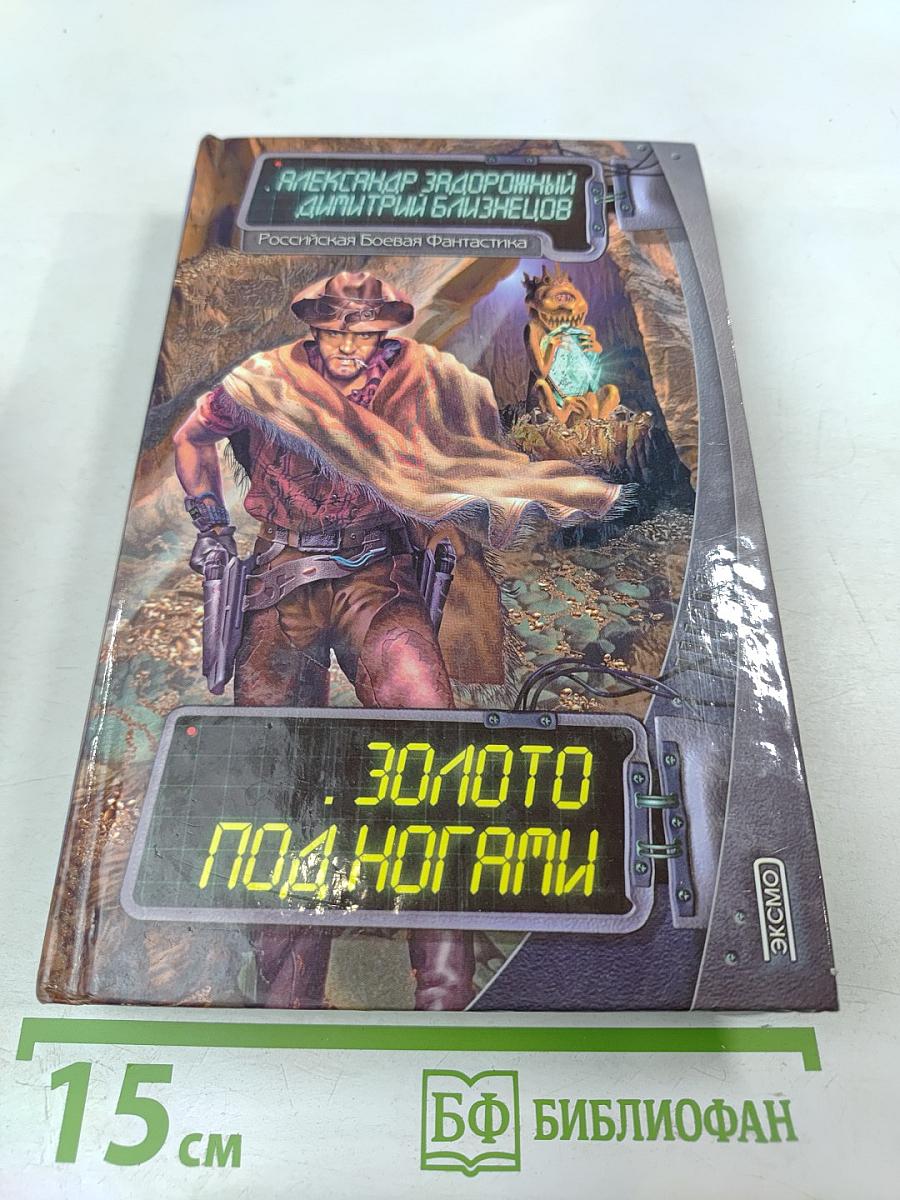 . АЛЕКСАНДР ЗАДОРОЖНЫЙ
ДИМИТРИЙ БЛИЗНЕЦОВ
Российская Боевая Фантастика
. ЗОЛОТО
ПОД НОГАМИ
ЭКСМО
15 см
БФ БИБЛИОФАН